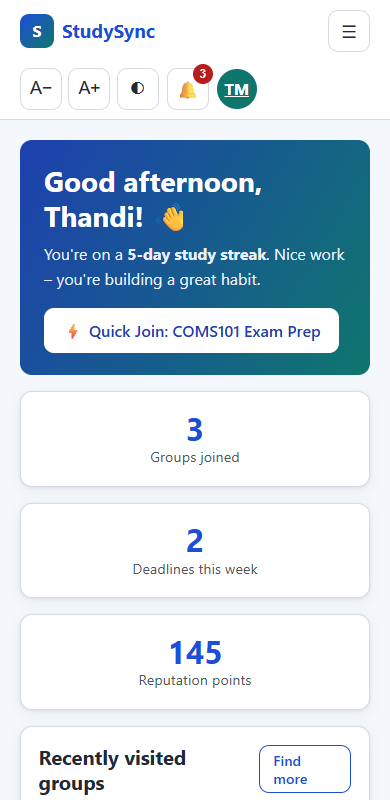 S StudySync ☰
A− A+ ◐ 🔔 3 TM
Good afternoon,
Thandi! 👋
You're on a 5-day study streak. Nice work
– you're building a great habit.
⚡ Quick Join: COMS101 Exam Prep
3
Groups joined
2
Deadlines this week
145
Reputation points
Recently visited
groups
Find
more